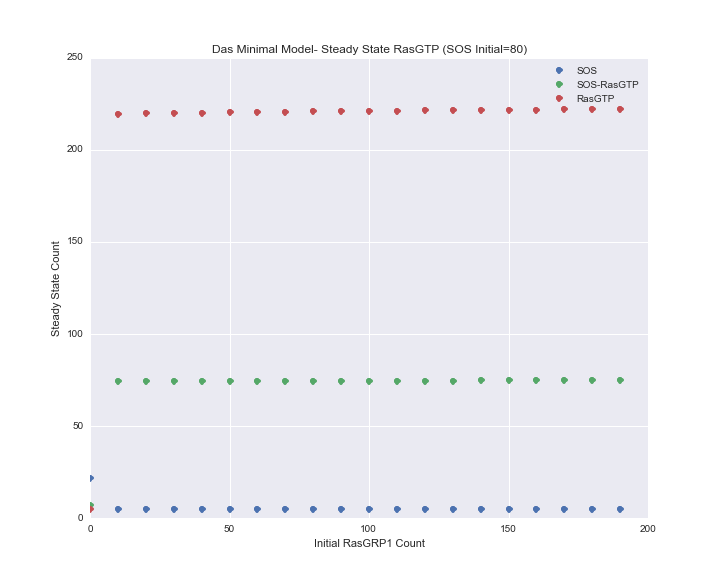 Das Minimal Model- Steady State RasGTP (SOS Initial=80)
250
SOS
SOS-RasGTP
RasGTP
200
150
100
50
0
Steady State Count
0 50 100 150 200
Initial RasGRP1 Count